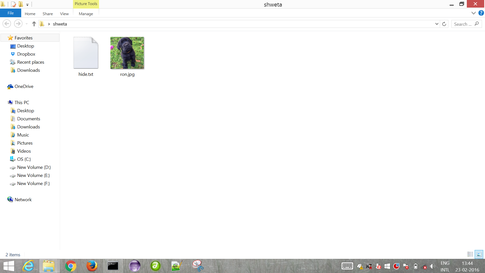 Picture Tools
shweta
File
Home
Share
View
Manage
shweta
Search...
Favorites
Desktop
Dropbox
Recent places
Downloads
OneDrive
This PC
Desktop
Documents
Downloads
Music
Pictures
Videos
OS (C:)
New Volume (D:)
New Volume (E:)
New Volume (F:)
Network
hide.txt
ron.jpg
2 items
ENG
INTL
13:44
23-02-2016